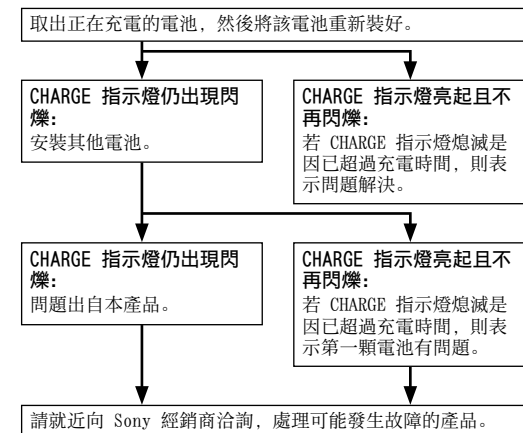 取出正在充電的電池，然後將該電池重新裝好。
CHARGE 指示燈仍出現閃
爍：
安裝其他電池。
CHARGE 指示燈亮起且不
再閃爍：
若 CHARGE 指示燈熄滅是
因已超過充電時間，則表
示問題解決。
CHARGE 指示燈仍出現閃
爍：
問題出自本產品。
CHARGE 指示燈亮起且不
再閃爍：
若 CHARGE 指示燈熄滅是
因已超過充電時間，則表
示第一顆電池有問題。
請就近向 Sony 經銷商洽詢，處理可能發生故障的產品。